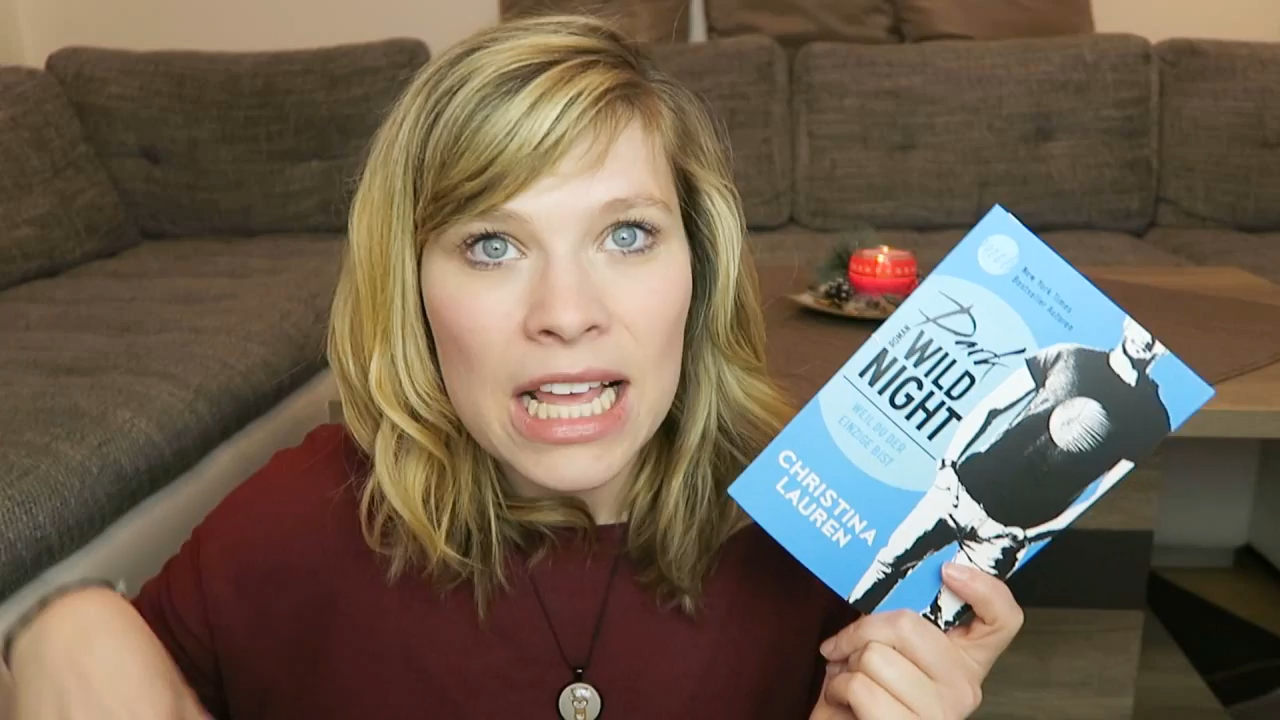 New York Times
Bestseller Autoren
Dark
ROMAN
WILD
NIGHT
WEIL DU DER
EINZIGE BIST
CHRISTINA
LAUREN